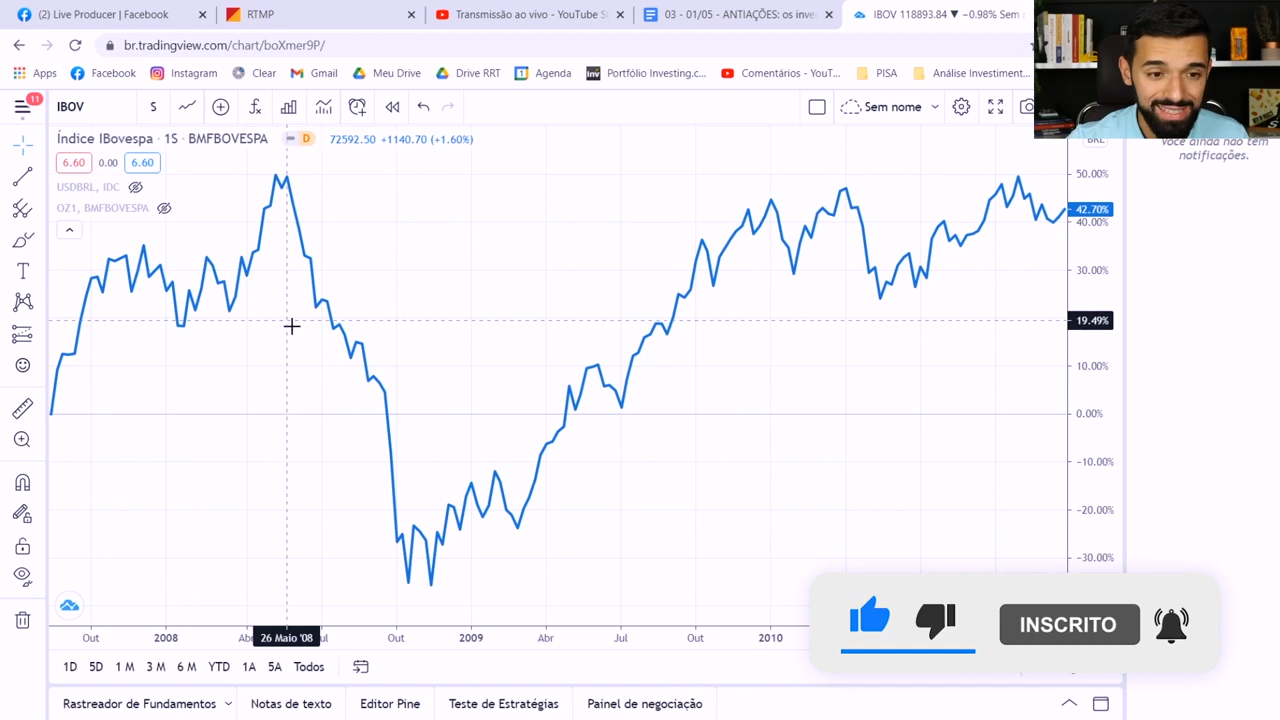 (2) Live Producer | Facebook
RTMP
Transmissão ao vivo - YouTube S
03 - 01/05 - ANTIAÇÕES: os inve
IBOV 118893.84 ▼ −0.98% Sem
br.tradingview.com/chart/boXmer9P/
Apps
Facebook
Instagram
Clear
Gmail
Meu Drive
Drive RRT
Agenda
Portfólio Investing.c...
Comentários - YouT...
PISA
Análise Investiment...
11
IBOV
S
Sem nome
Você ainda não tem
notificações.
Índice IBovespa · 1S · BMFBOVESPA
D
72592.50 +1140.70 (+1.60%)
BRL
6.60
0.00
6.60
USDBRL, IDC
OZ1, BMFBOVESPA
50.00%
42.70%
40.00%
30.00%
19.49%
10.00%
0.00%
−10.00%
−20.00%
−30.00%
Out
2008
Abr
26 Maio '08
ul
Out
2009
Abr
Jul
Out
2010
INSCRITO
1D
5D
1 M
3 M
6 M
YTD
1A
5A
Todos
Rastreador de Fundamentos
Notas de texto
Editor Pine
Teste de Estratégias
Painel de negociação